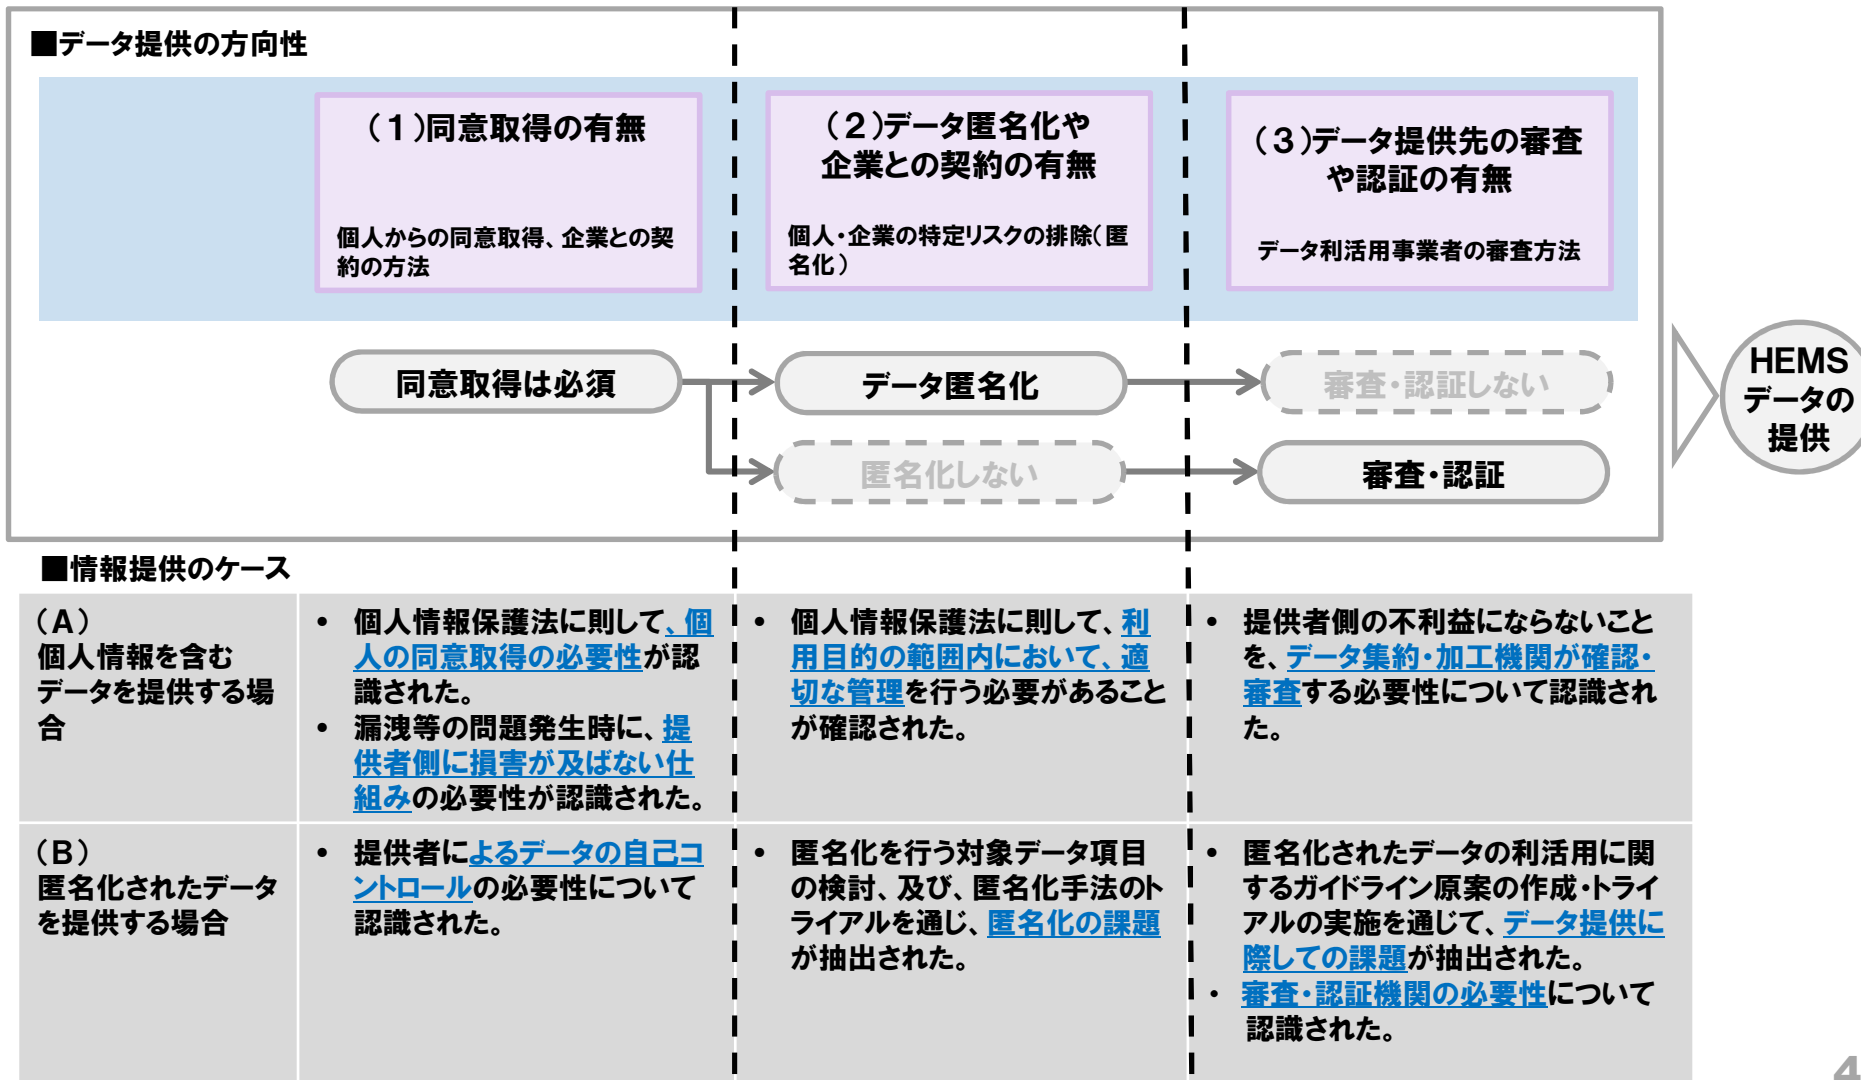 ■データ提供の方向性
（１）同意取得の有無
個人からの同意取得、企業との契
約の方法
（２）データ匿名化や
企業との契約の有無
個人・企業の特定リスクの排除（匿
名化）
（３）データ提供先の審査
や認証の有無
データ利活用事業者の審査方法
同意取得は必須
データ匿名化
審査・認証しない
匿名化しない
審査・認証
HEMS
データの
提供
■情報提供のケース
（A）
個人情報を含む
データを提供する場
合
• 個人情報保護法に則して、個
人の同意取得の必要性が認
識された。
• 漏洩等の問題発生時に、提
供者側に損害が及ばない仕
組みの必要性が認識された。
• 個人情報保護法に則して、利
用目的の範囲内において、適
切な管理を行う必要があること
が確認された。
• 提供者側の不利益にならないこと
を、データ集約・加工機関が確認・
審査する必要性について認識され
た。
（B）
匿名化されたデータ
を提供する場合
• 提供者によるデータの自己コ
ントロールの必要性について
認識された。
• 匿名化を行う対象データ項目
の検討、及び、匿名化手法のト
ライアルを通じ、匿名化の課題
が抽出された。
• 匿名化されたデータの利活用に関
するガイドライン原案の作成・トライ
アルの実施を通じて、データ提供に
際しての課題が抽出された。
• 審査・認証機関の必要性について
認識された。
4